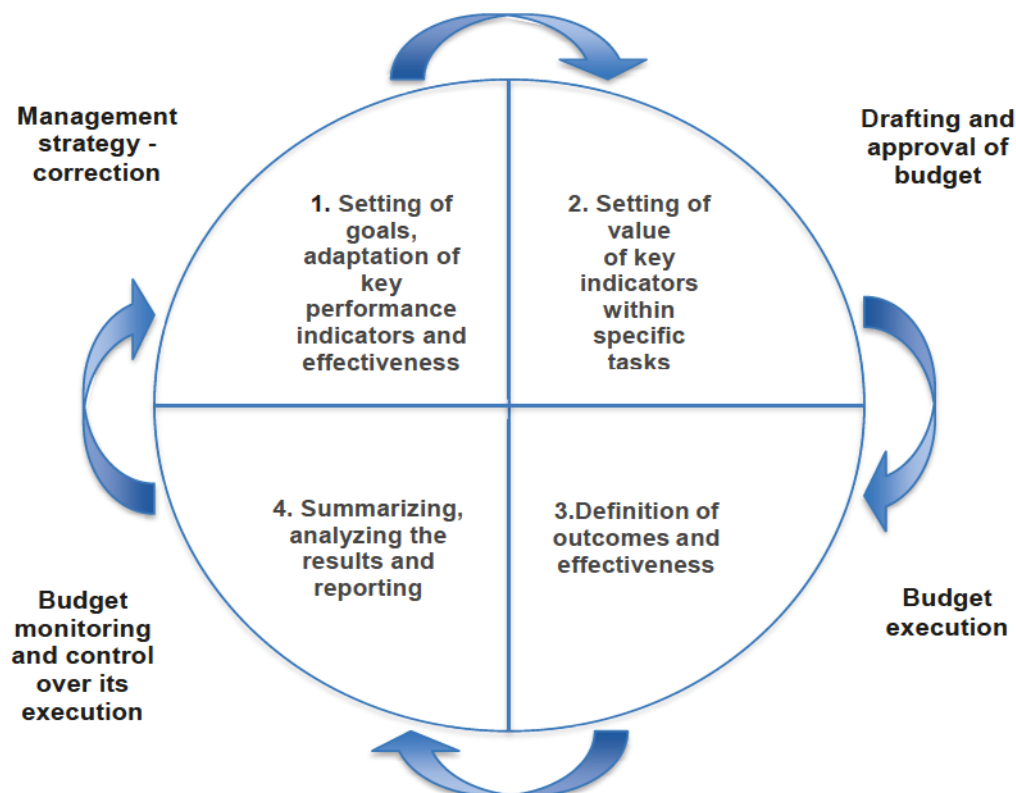 Management
strategy -
correction
Drafting and
approval of
budget
1. Setting of
goals,
adaptation of
key
performance
indicators and
effectiveness
2. Setting of
value
of key
indicators
within
specific
tasks
4. Summarizing,
analyzing the
results and
reporting
3.Definition of
outcomes and
effectiveness
Budget
monitoring
and control
over its
execution
Budget
execution